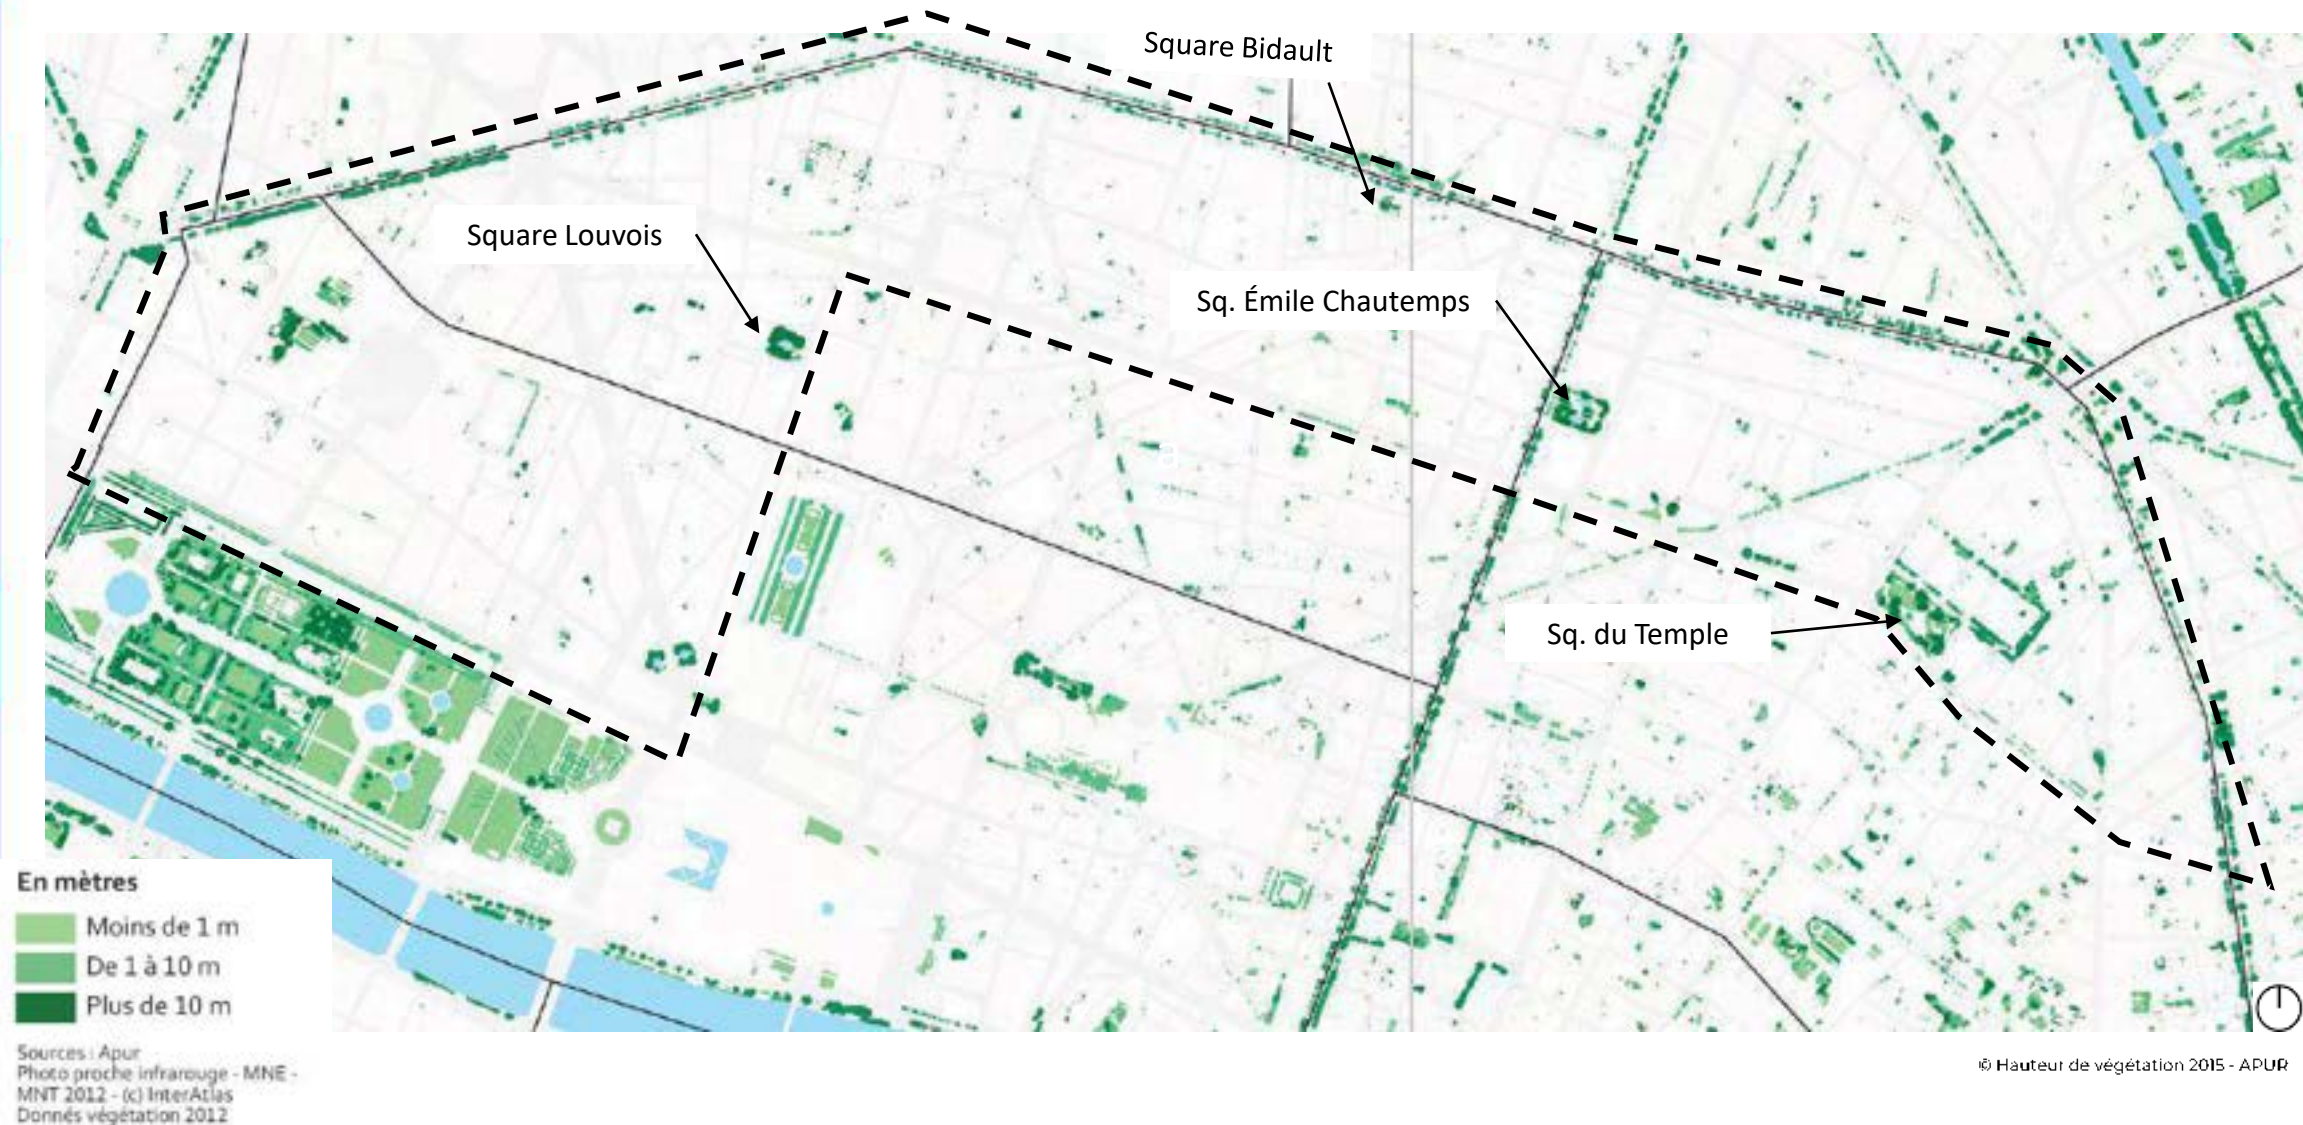 Square Bidault
Square Louvois
Sq. Émile Chautemps
Sq. du Temple
En mètres
Moins de 1 m
De 1 à 10 m
Plus de 10 m
Sources : Apur
Photo proche infrarouge - MNE -
MNT 2012 - (c) InterAtlas
Donnés végétation 2012
© Hauteur de végétation 2015 - APUR